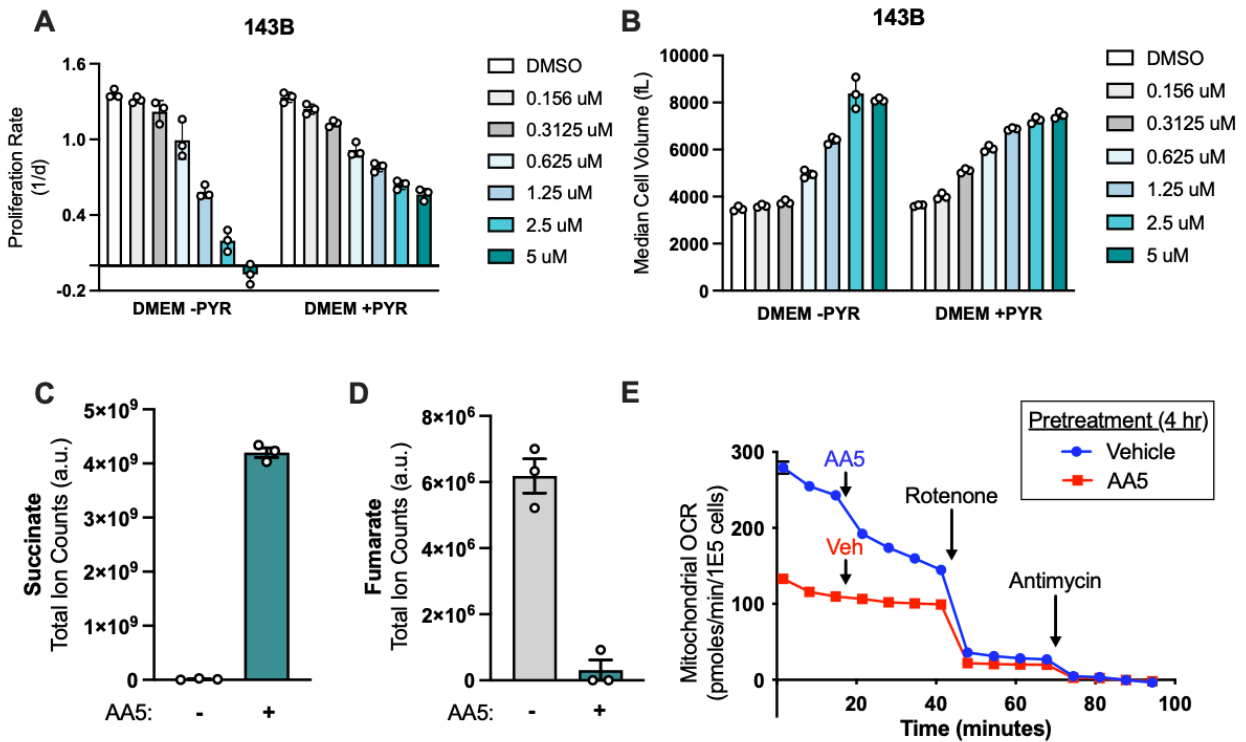 A
143B
Proliferation Rate
(1/d)
1.6
1.0
0.4
-0.2
DMEM -PYR
DMEM +PYR
DMSO
0.156 uM
0.3125 uM
0.625 uM
1.25 uM
2.5 uM
5 uM
B
143B
Median Cell Volume (fL)
10000
8000
6000
4000
2000
0
DMEM -PYR
DMEM +PYR
DMSO
0.156 uM
0.3125 uM
0.625 uM
1.25 uM
2.5 uM
5 uM
C
Succinate
Total Ion Counts (a.u.)
5×10⁹
4×10⁹
3×10⁹
2×10⁹
1×10⁹
0
AA5:
-
+
D
Fumarate
Total Ion Counts (a.u.)
8×10⁶
6×10⁶
4×10⁶
2×10⁶
0
AA5:
-
+
E
Pretreatment (4 hr)
Vehicle
AA5
Mitochondrial OCR
(pmoles/min/1E5 cells)
300
200
100
0
AA5
Veh
Rotenone
Antimycin
20
40
60
80
100
Time (minutes)